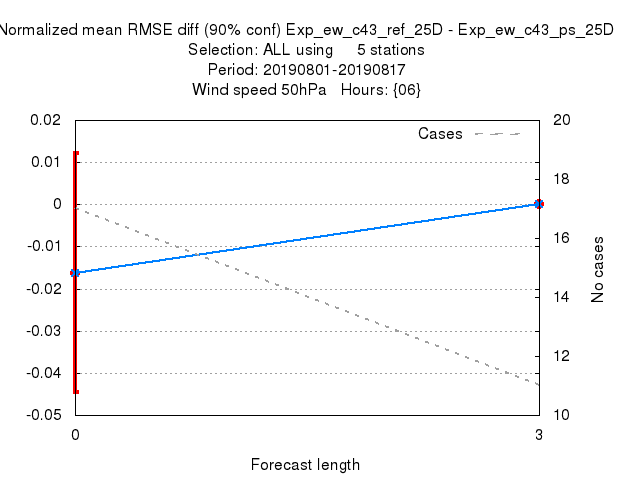 Normalized mean RMSE diff (90% conf) Exp_ew_c43_ref_25D - Exp_ew_c43_ps_25D
Selection: ALL using 5 stations
Period: 20190801-20190817
Wind speed 50hPa Hours: {06}
0.02
0.01
0
-0.01
-0.02
-0.03
-0.04
-0.05
Cases
20
18
16
14
12
10
No cases
0
3
Forecast length